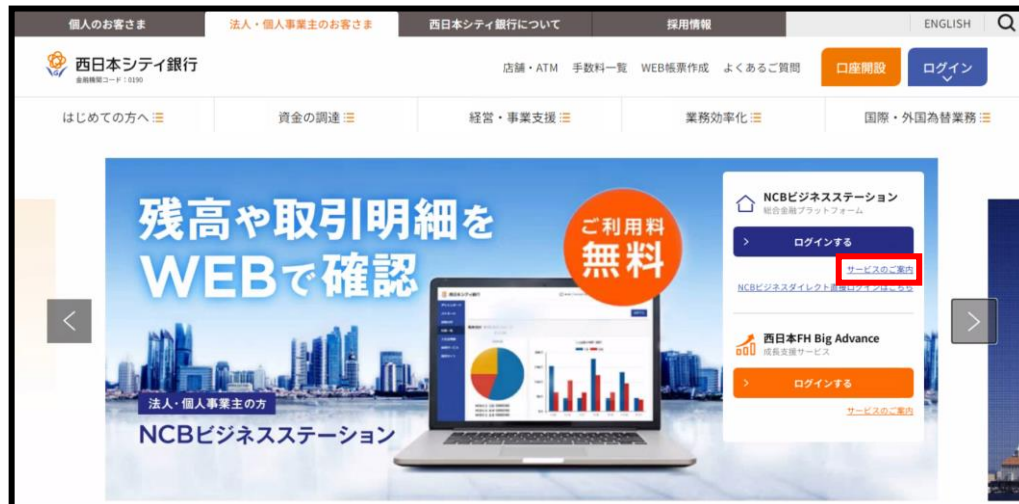 個人のお客さま
法人・個人事業主のお客さま
西日本シティ銀行について
採用情報
ENGLISH
西日本シティ銀行
金融機関コード：0190
店舗・ATM
手数料一覧
WEB帳票作成
よくあるご質問
口座開設
ログイン
はじめての方へ
資金の調達
経営・事業支援
業務効率化
国際・外国為替業務
残高や取引明細を
WEBで確認
ご利用料
無料
法人・個人事業主の方
NCBビジネスステーション
NCBビジネスステーション
総合金融プラットフォーム
ログインする
サービスのご案内
NCBビジネスダイレクト直接ログインはこちら
西日本FH Big Advance
成長支援サービス
ログインする
サービスのご案内